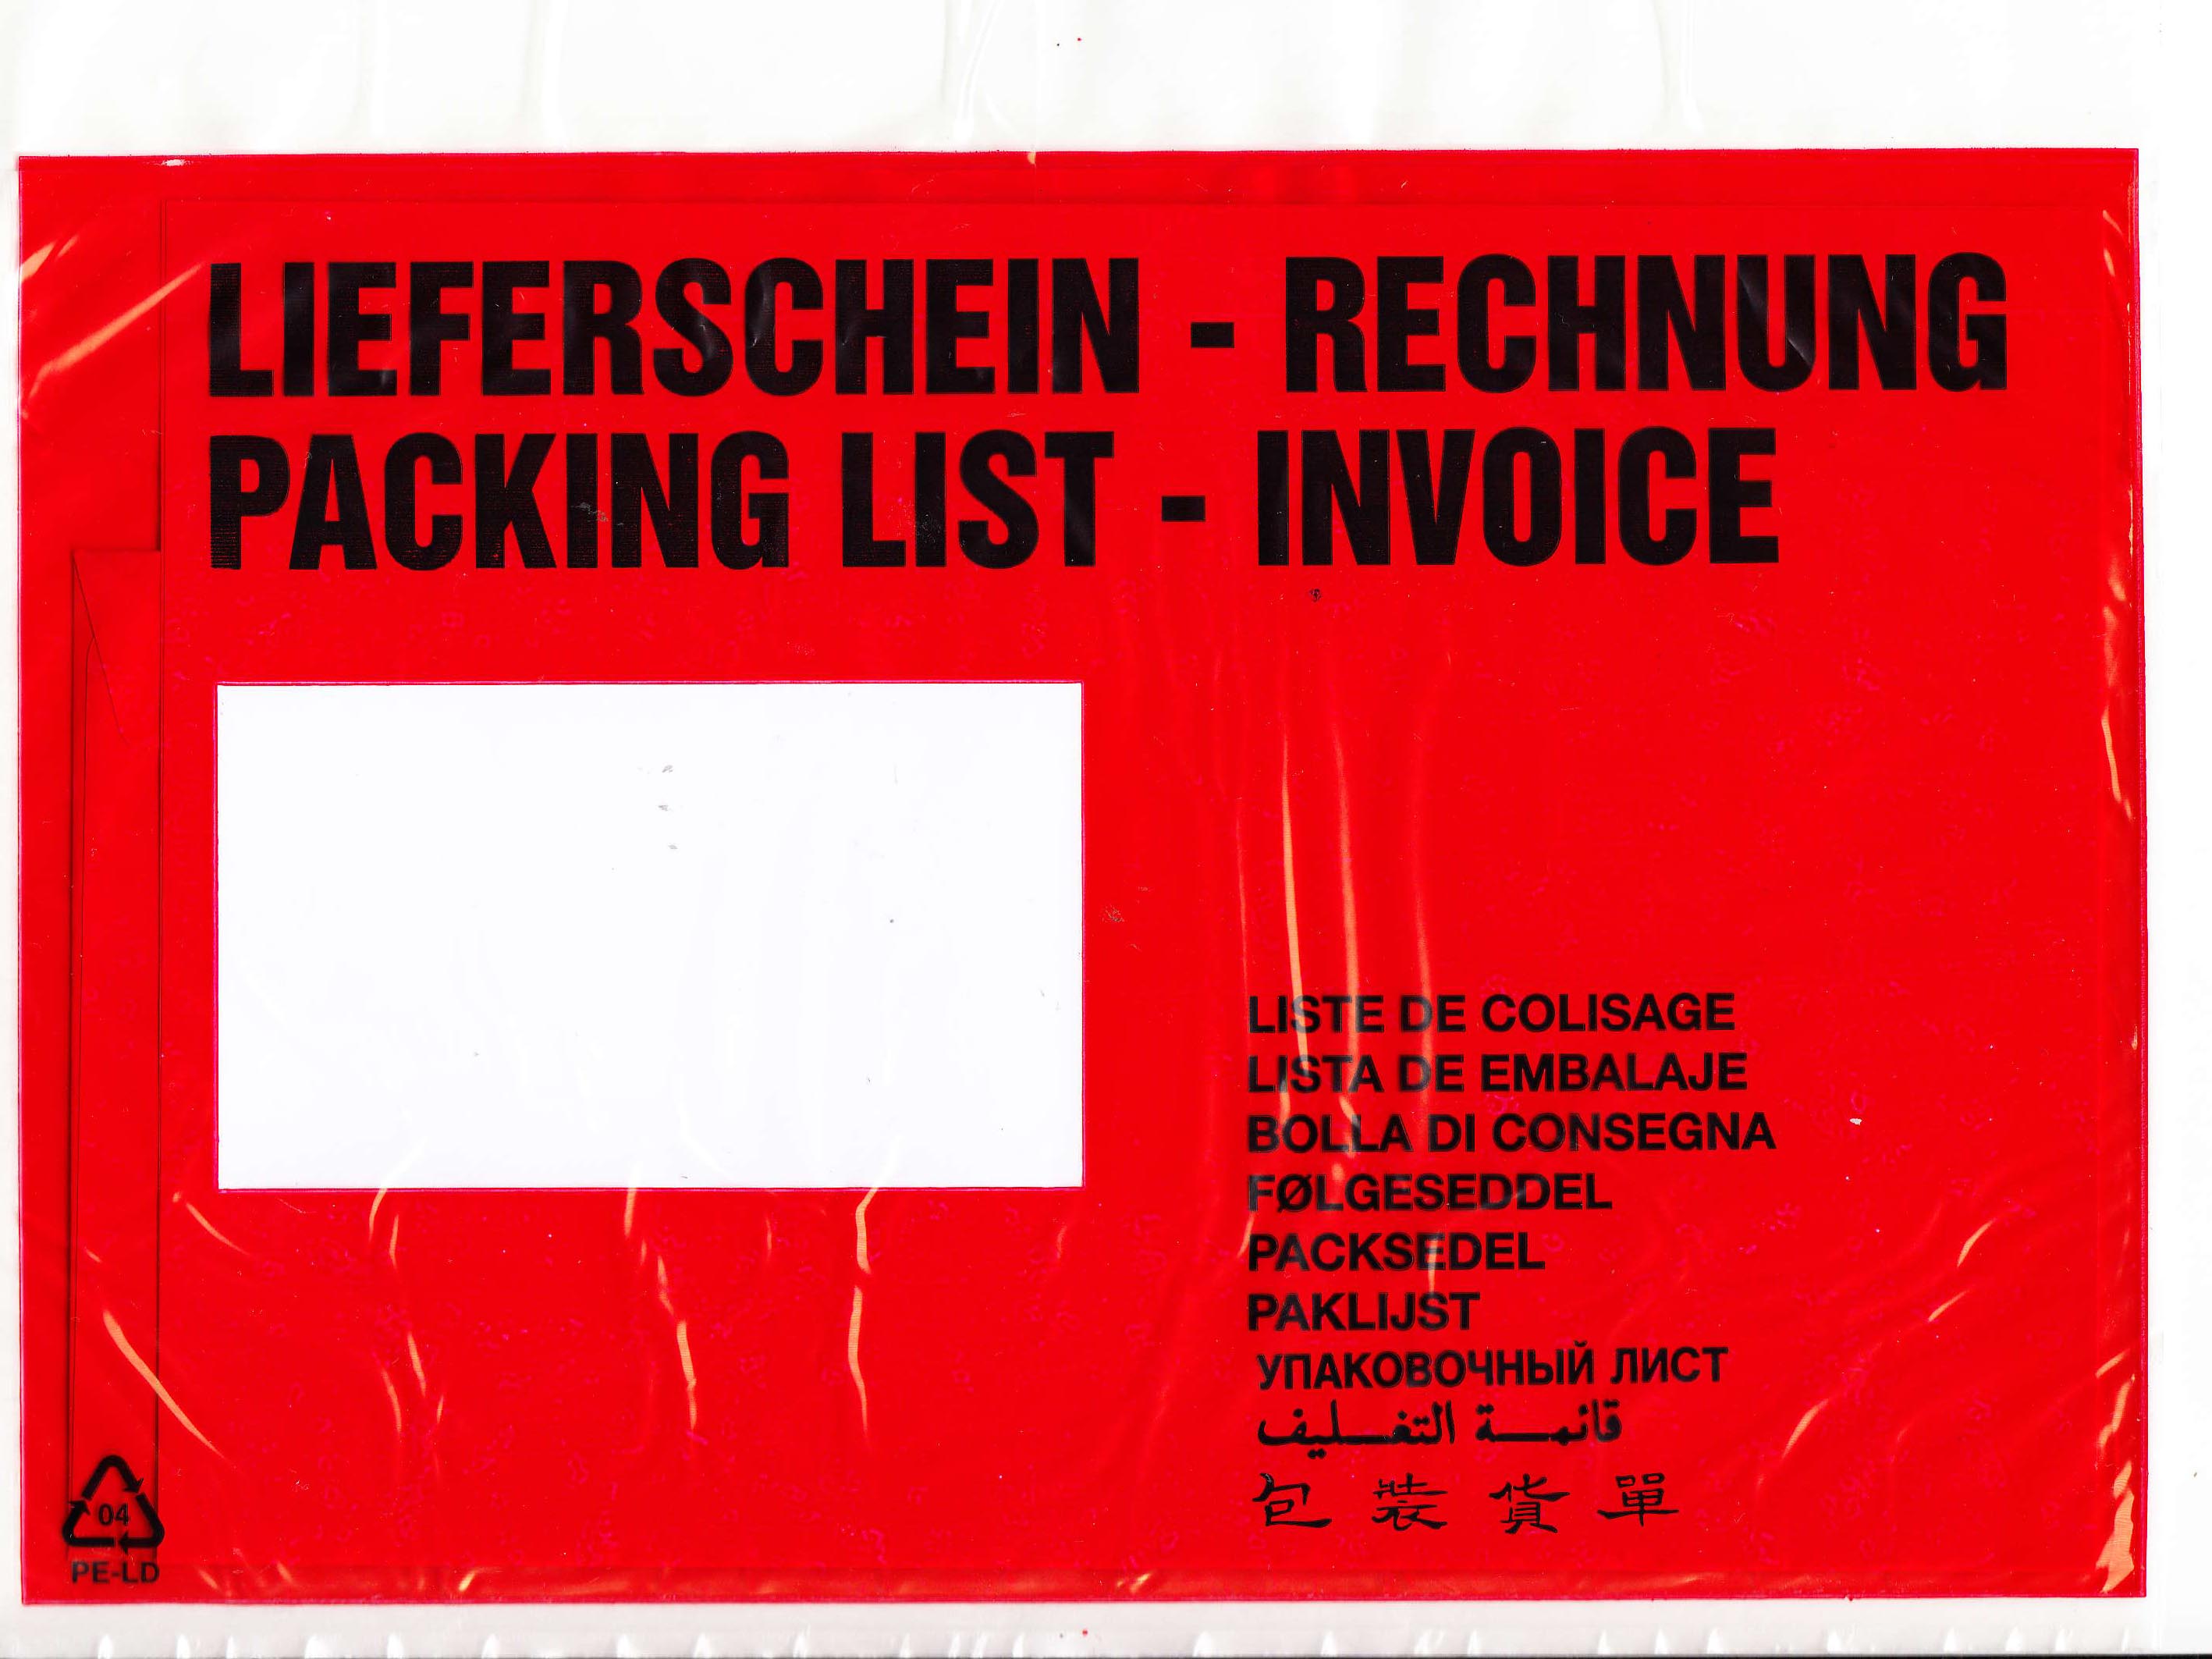 LIEFERSCHEIN - RECHNUNG
PACKING LIST - INVOICE
LISTE DE COLISAGE
LISTA DE EMBALAJE
BOLLA DI CONSEGNA
FØLGESEDDEL
PACKSEDEL
PAKLIJST
УПАКОВОЧНЫЙ ЛИСТ
قائمة التغليف
包裝貨單
04
PE-LD